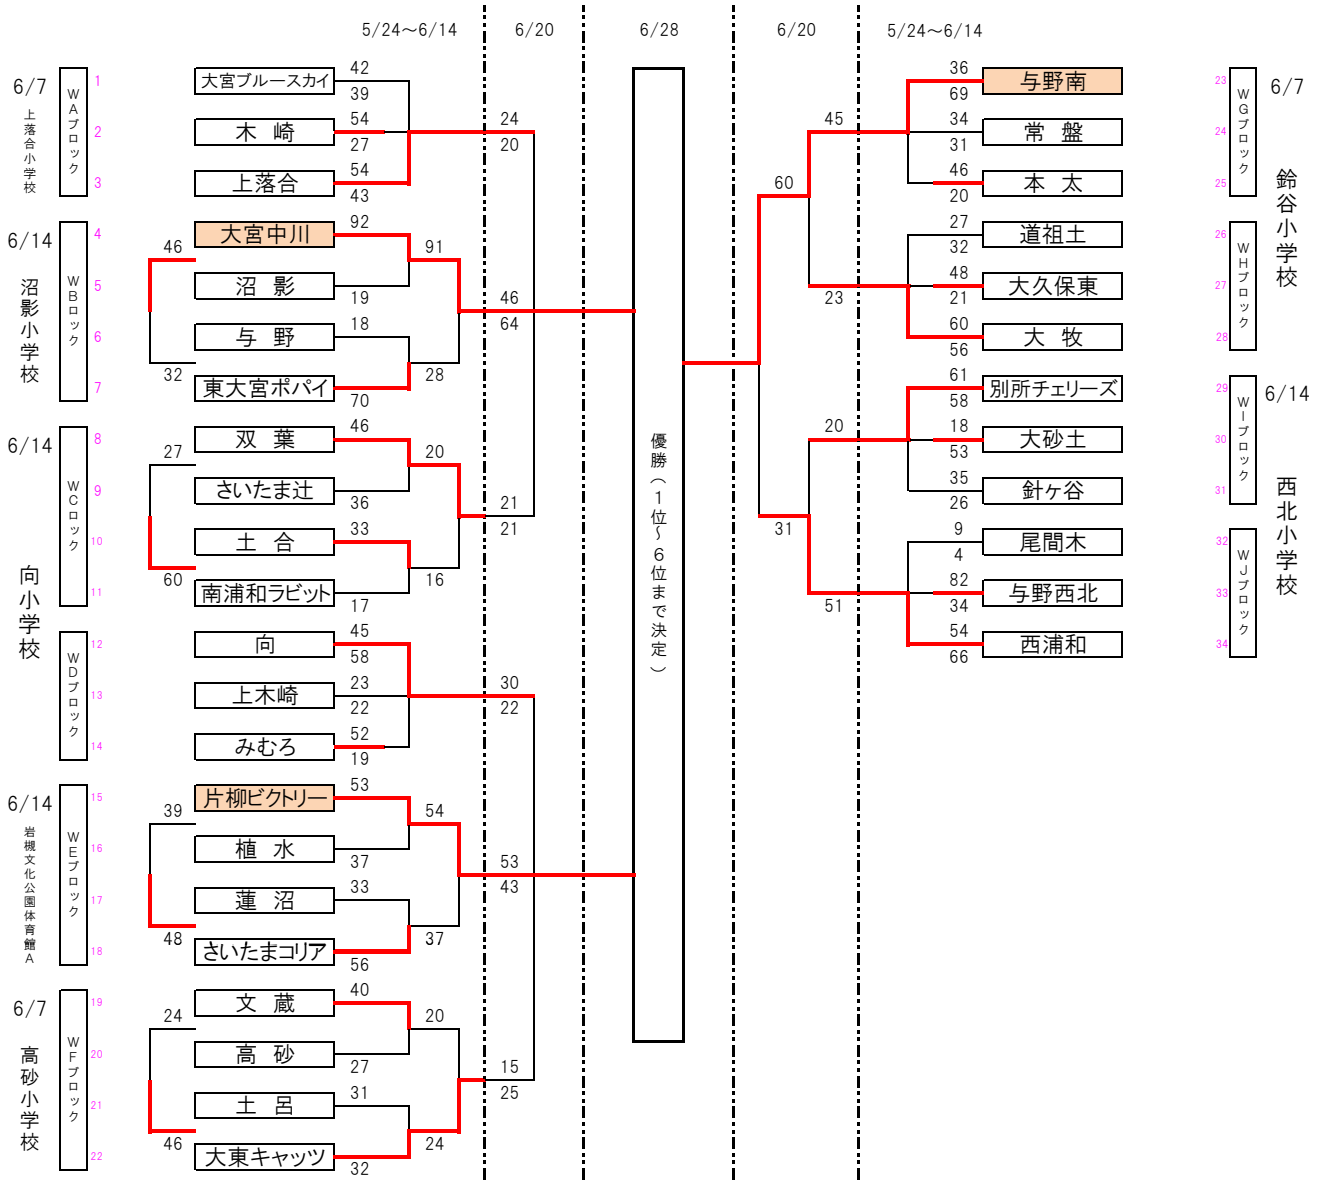 5/24～6/14 6/20 6/28 6/20 5/24～6/14
6/7
上落合小学校
WAブロック
1 大宮ブルースカイ 42
39
2 木 崎 54
27
3 上落合 54
43
24
20
6/14
沼影小学校
WBロック
4 大宮中川 92
5 沼 影 19
6 与 野 18
7 東大宮ポパイ 70
46
32
91
28
46
64
6/14
向小学校
WCロック
8 双 葉 46
9 さいたま辻 36
10 土 合 33
11 南浦和ラビット 17
27
60
20
16
21
21
WDブロック
12 向 45
58
13 上木崎 23
22
14 みむろ 52
19
30
22
6/14
岩槻文化公園体育館A
WEブロック
15 片柳ビクトリー 53
16 植 水 37
17 蓮 沼 33
18 さいたまコリア 56
39
48
54
37
53
43
6/7
高砂小学校
WFブロック
19 文 蔵 40
20 高 砂 27
21 土 呂 31
22 大東キャッツ 32
24
46
20
24
15
25
優勝（1位～6位まで決定）
6/7
鈴谷小学校
WGブロック
36 与野南 23
69
34 常 盤 24
31
46 本 太 25
20
45
60
WHブロック
27 道祖土 26
32
48 大久保東 27
21
60 大 牧 28
56
23
6/14
西北小学校
WIブロック
61 別所チェリーズ 29
58
18 大砂土 30
53
35 針ヶ谷 31
26
20
31
WJブロック
9 尾間木 32
4
82 与野西北 33
34
54 西浦和 34
66
51